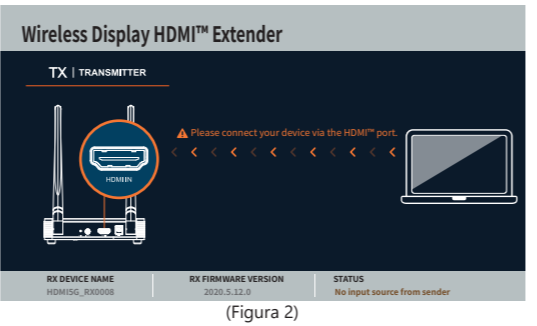 Wireless Display HDMI™ Extender
TX | TRANSMITTER
Please connect your device via the HDMI™ port.
HDMI IN
RX DEVICE NAME
HDMI5G_RX0008
RX FIRMWARE VERSION
2020.5.12.0
STATUS
No input source from sender
(Figura 2)